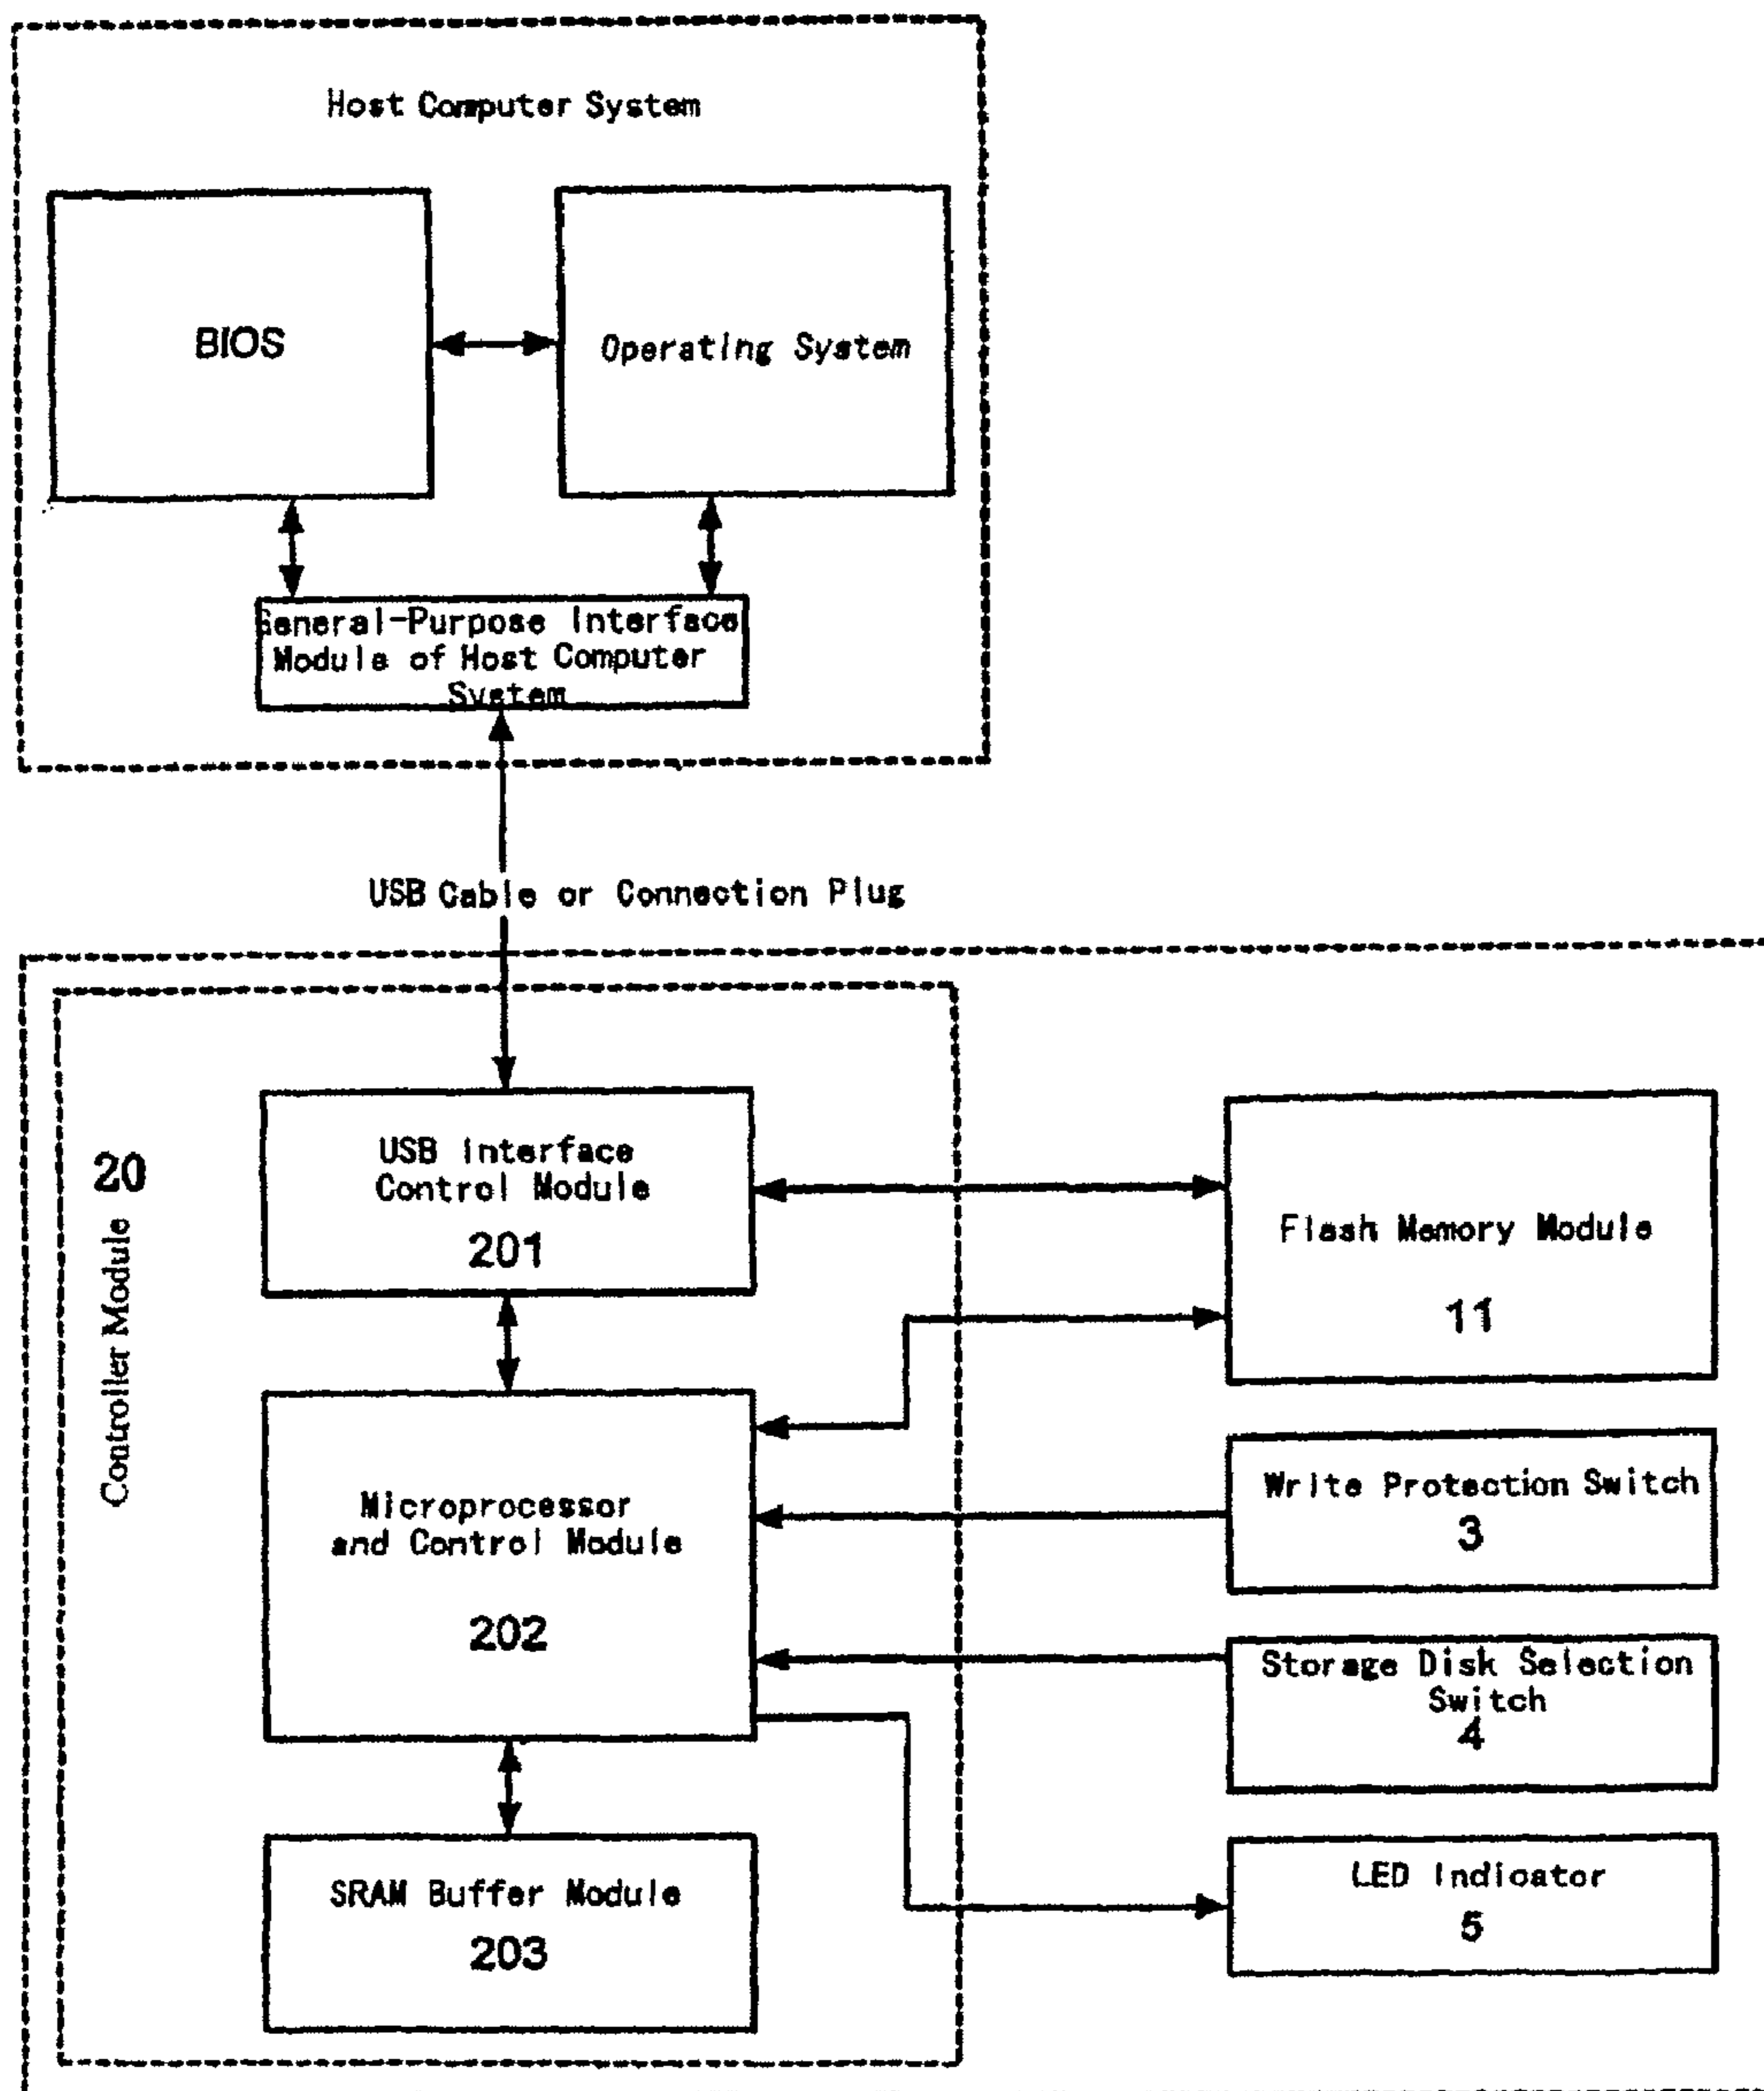 Host Computer System
BIOS
Operating System
General-Purpose Interface
Module of Host Computer
System
USB Cable or Connection Plug
20
Controller Module
USB Interface
Control Module
201
Flash Memory Module
11
Microprocessor
and Control Module
202
Write Protection Switch
3
Storage Disk Selection
Switch
4
SRAM Buffer Module
203
LED Indicator
5